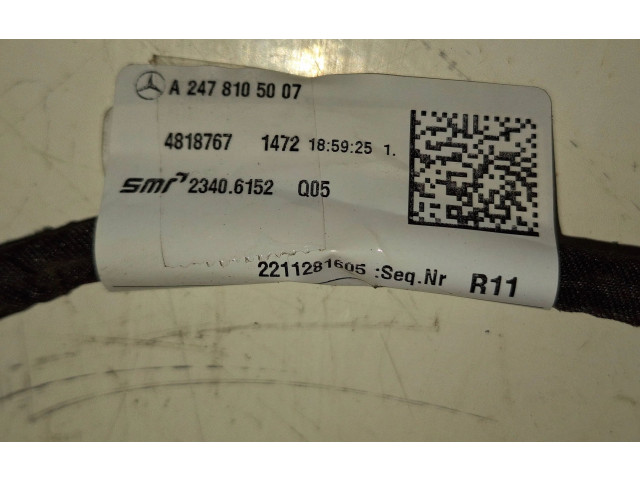 A 247 810 50 07
4818767 1472 18:59:25 1.
smr 2340.6152 Q05
2211281605 :Seq.Nr R11